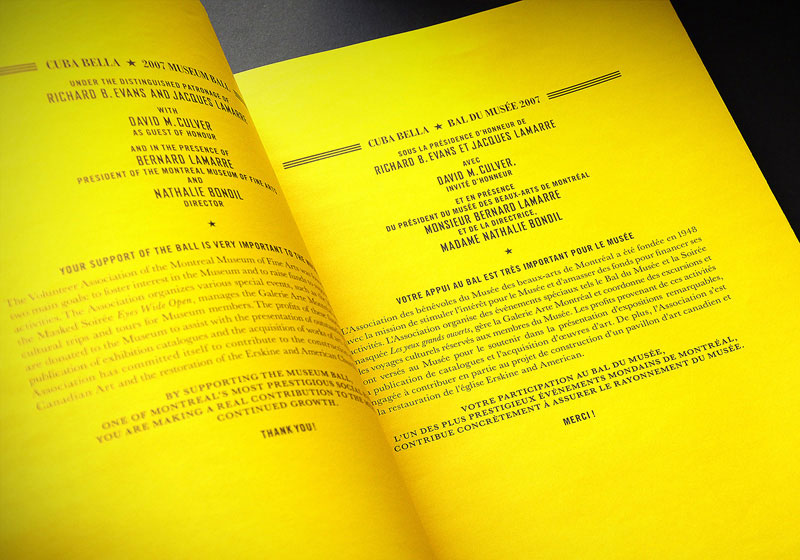 CUBA BELLA ★ 2007 MUSEUM BALL
UNDER THE DISTINGUISHED PATRONAGE OF
RICHARD B. EVANS AND JACQUES LAMARRE
WITH
DAVID M. CULVER
AS GUEST OF HONOUR
AND IN THE PRESENCE OF
BERNARD LAMARRE
PRESIDENT OF THE MONTREAL MUSEUM OF FINE ARTS
AND
NATHALIE BONDIL
DIRECTOR
★
YOUR SUPPORT OF THE BALL IS VERY IMPORTANT TO THE
The Volunteer Association of the Montreal Museum of Fine Arts was
two main goals: to foster interest in the Museum and to raise funds
activities. The Association organizes various special events, including
the Masked Soirée Eyes Wide Open, manages the Galerie Arts
cultural trips and tours for Museum members. The profits of these
are donated to the Museum to assist with the presentation of
publication of exhibition catalogues and the acquisition of works of
Association has committed itself to contribute to the construction
Canadian Art and the restoration of the Erskine and American
BY SUPPORTING THE MUSEUM BALL,
ONE OF MONTREAL'S MOST PRESTIGIOUS SOCIAL
YOU ARE MAKING A REAL CONTRIBUTION TO THE
CONTINUED GROWTH.
THANK YOU!
CUBA BELLA ★ BAL DU MUSÉE 2007
SOUS LA PRÉSIDENCE D'HONNEUR DE
RICHARD B. EVANS ET JACQUES LAMARRE
AVEC
DAVID M. CULVER,
INVITÉ D'HONNEUR
ET EN PRÉSENCE
DU PRÉSIDENT DU MUSÉE DES BEAUX-ARTS DE MONTRÉAL
MONSIEUR BERNARD LAMARRE
ET DE LA DIRECTRICE,
MADAME NATHALIE BONDIL
★
VOTRE APPUI AU BAL EST TRÈS IMPORTANT POUR LE MUSÉE
L'Association des bénévoles du Musée des beaux-arts de Montréal a été fondée en 1948
avec la mission de stimuler l'intérêt pour le Musée et d'amasser des fonds pour financer ses
activités. L'Association organise des événements spéciaux tels le Bal du Musée et la Soirée
masquée Les yeux grands ouverts, gère la Galerie Arts Montréal et coordonne des excursions et
des voyages culturels réservés aux membres du Musée. Les profits provenant de ces activités
sont versés au Musée pour le soutenir dans la présentation d'expositions remarquables,
la publication de catalogues et l'acquisition d'œuvres d'art. De plus, l'Association s'est
engagée à contribuer en partie au projet de construction d'un pavillon d'art canadien et
la restauration de l'église Erskine and American.
VOTRE PARTICIPATION AU BAL DU MUSÉE,
L'UN DES PLUS PRESTIGIEUX ÉVÉNEMENTS MONDAINS DE MONTRÉAL,
CONTRIBUE CONCRÈTEMENT À ASSURER LE RAYONNEMENT DU MUSÉE.
MERCI !